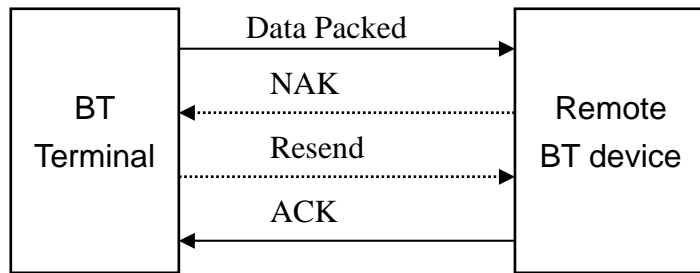 BT
Terminal
Data Packed
NAK
Resend
ACK
Remote
BT device